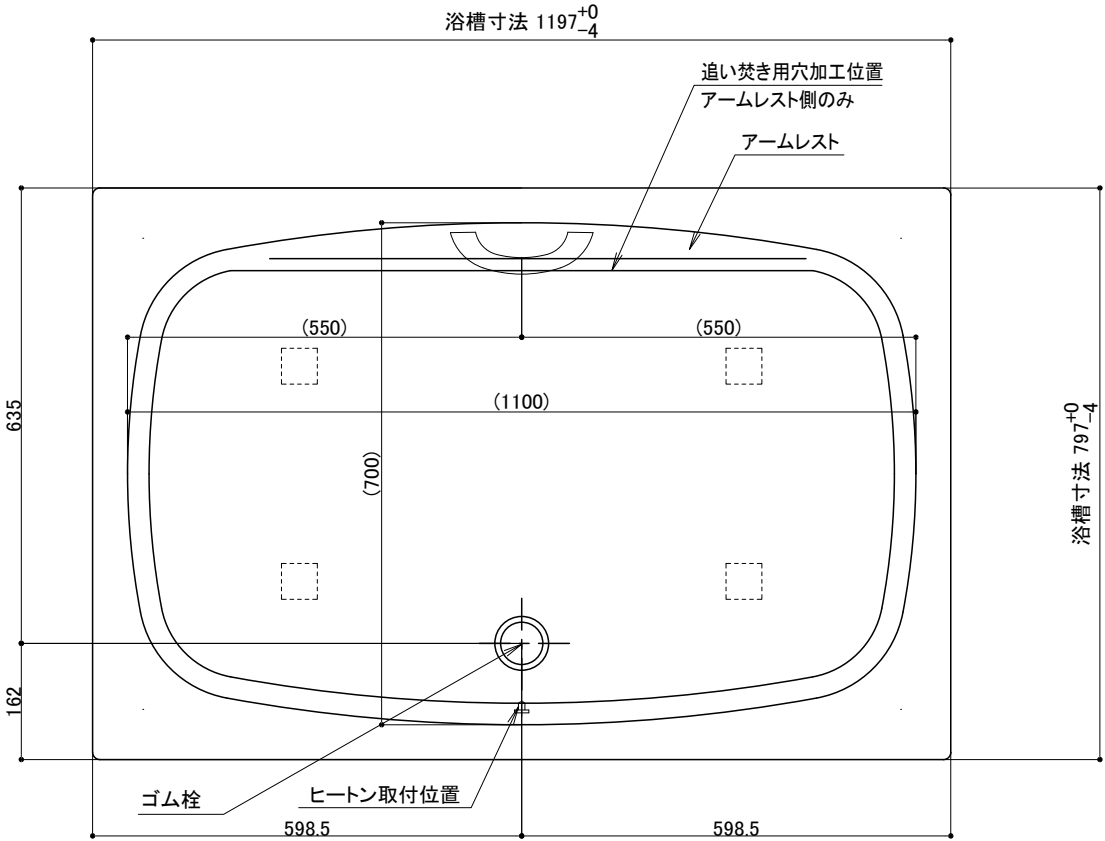 浴槽寸法 1197+0-4
追い焚き用穴加工位置
アームレスト側のみ
アームレスト
(550)
(550)
(1100)
635
(700)
浴槽寸法 797+0-4
162
ゴム栓
ヒートン取付位置
598.5
598.5